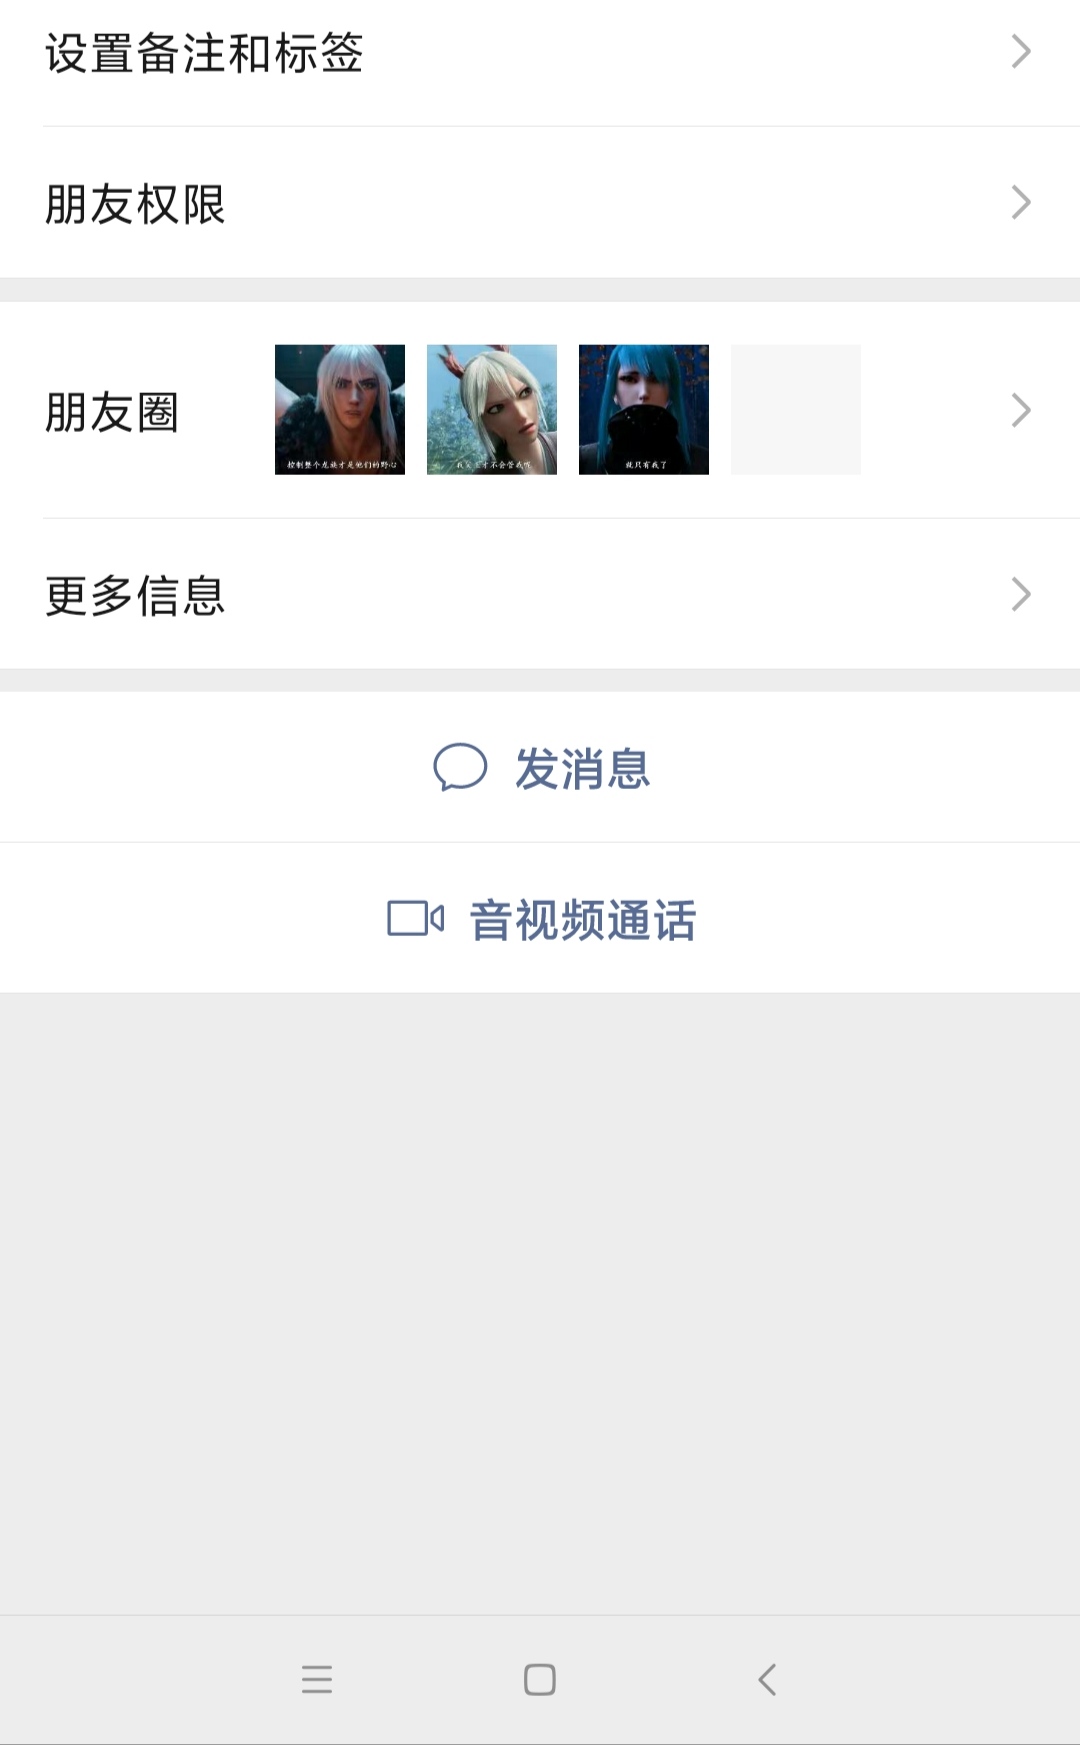 设置备注和标签
朋友权限
朋友圈
控制整个龙族才是他们的野心
就只有我了
更多信息
发消息
音视频通话